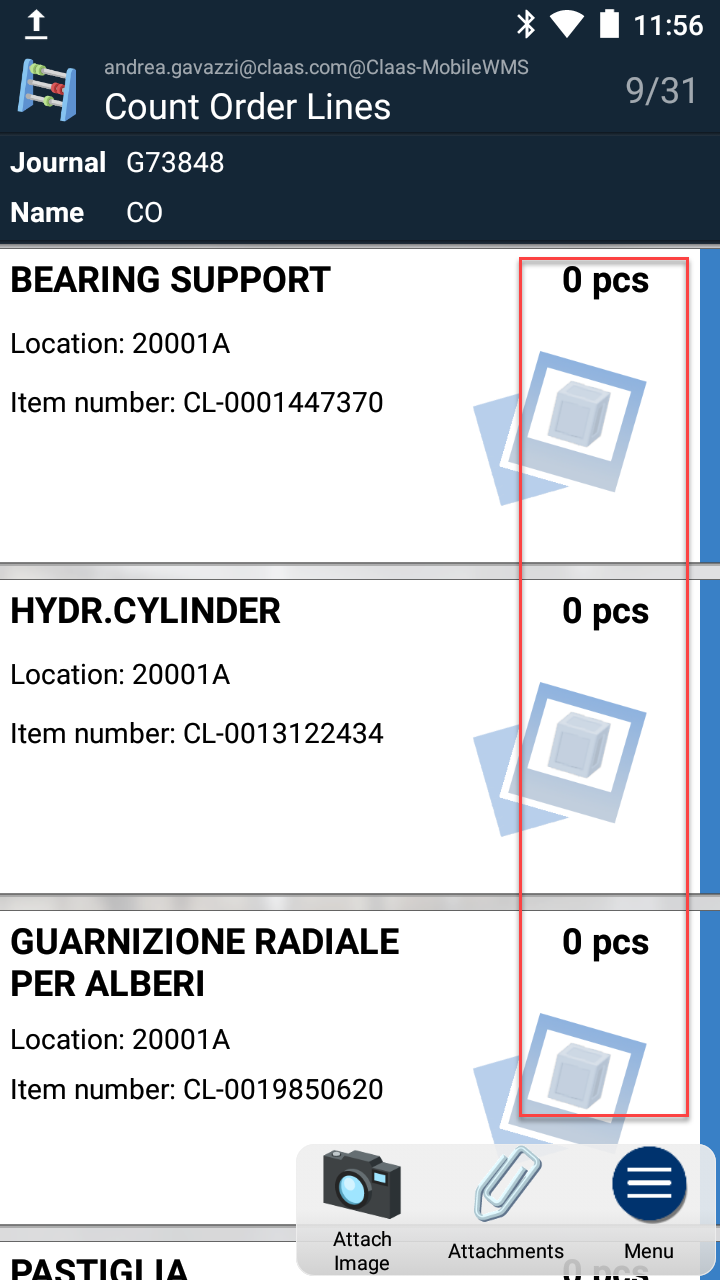 11:56
andrea.gavazzi@claas.com@Claas-MobileWMS
Count Order Lines
9/31
Journal G73848
Name CO
BEARING SUPPORT 0 pcs
Location: 20001A
Item number: CL-0001447370
HYDR.CYLINDER 0 pcs
Location: 20001A
Item number: CL-0013122434
GUARNIZIONE RADIALE 0 pcs
PER ALBERI
Location: 20001A
Item number: CL-0019850620
Attach
Image
Attachments
Menu
PASTIGLIA 0 pcs